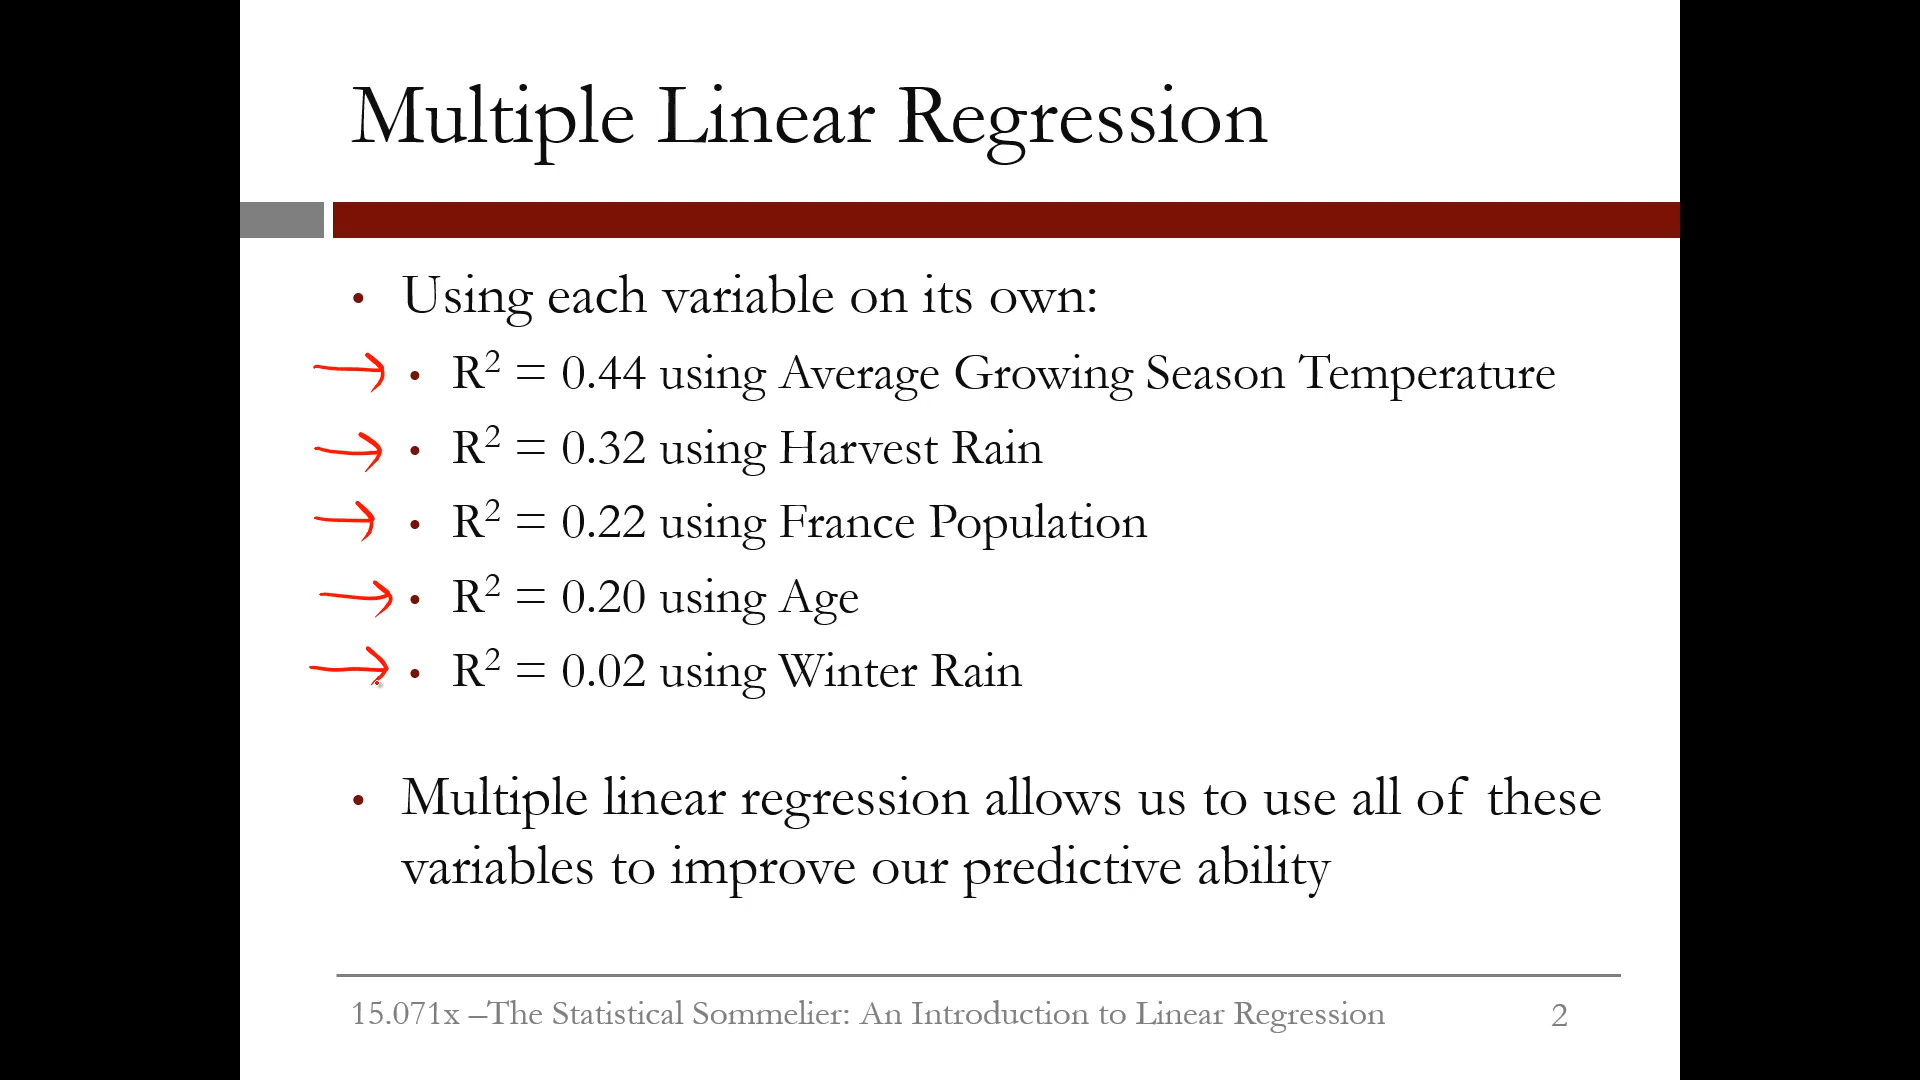 Multiple Linear Regression
• Using each variable on its own:
• R² = 0.44 using Average Growing Season Temperature
• R² = 0.32 using Harvest Rain
• R² = 0.22 using France Population
• R² = 0.20 using Age
• R² = 0.02 using Winter Rain
• Multiple linear regression allows us to use all of these
variables to improve our predictive ability
15.071x –The Statistical Sommelier: An Introduction to Linear Regression 2